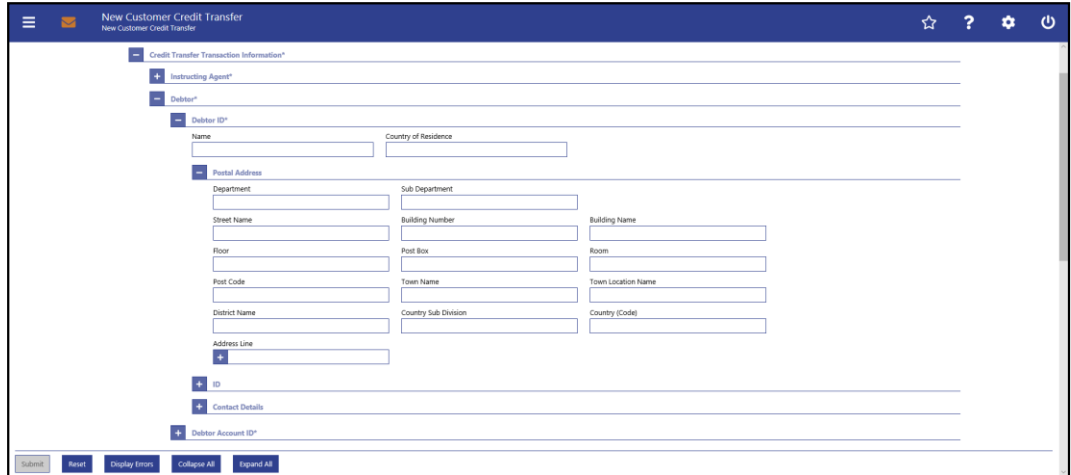 New Customer Credit Transfer
New Customer Credit Transfer
Credit Transfer Transaction Information*
Instructing Agent*
Debtor*
Debtor ID*
Name Country of Residence
Postal Address
Department Sub Department
Street Name Building Number Building Name
Floor Post Box Room
Post Code Town Name Town Location Name
District Name Country Sub Division Country (Code)
Address Line
ID
Contact Details
Debtor Account ID*
Submit Reset Display Errors Collapse All Expand All